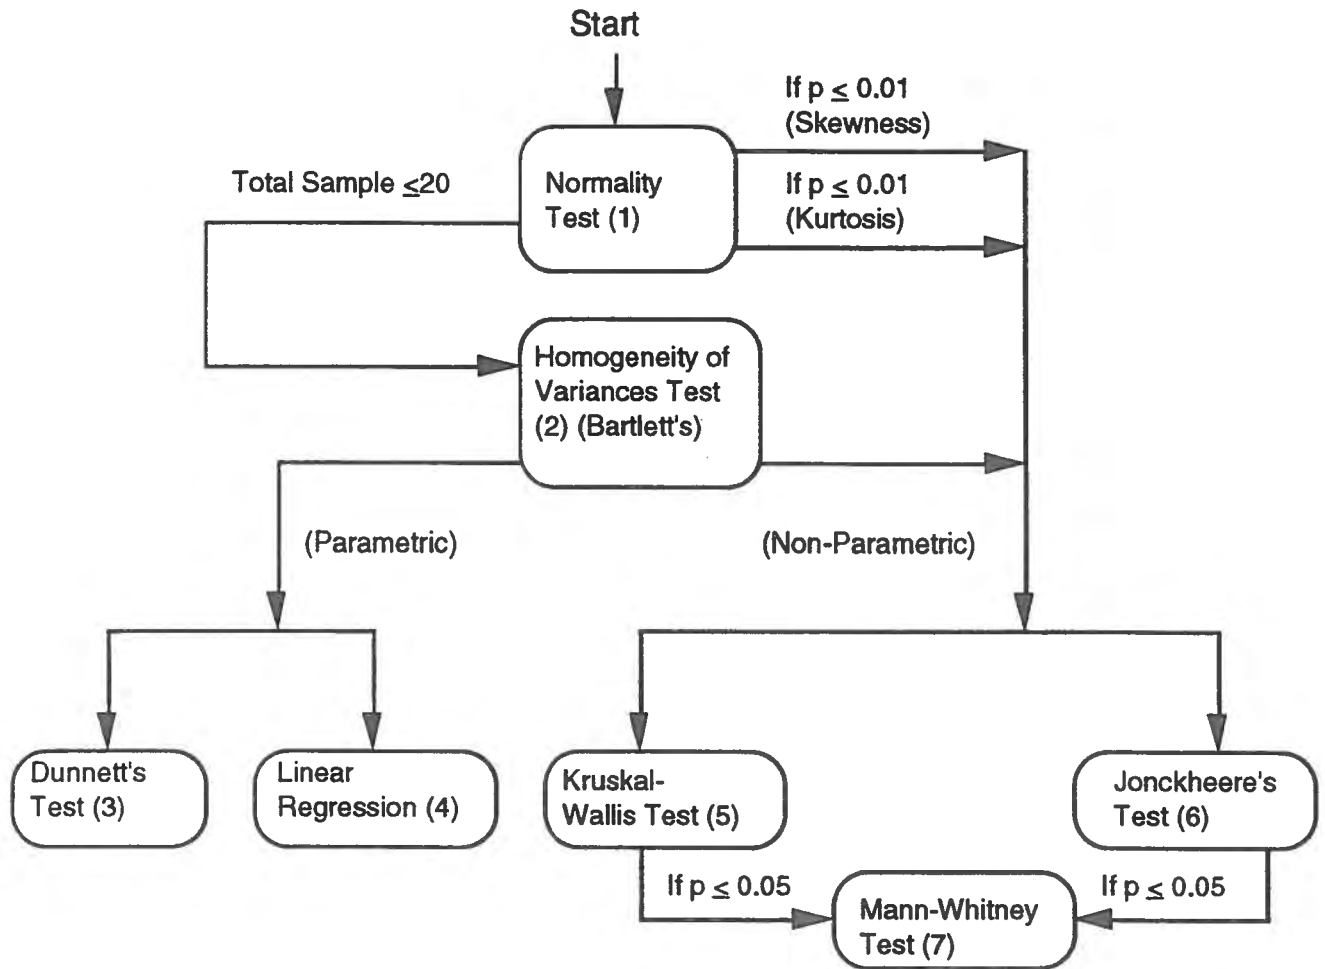 Start
If p ≤ 0.01
(Skewness)
Total Sample ≤20
Normality
Test (1)
If p ≤ 0.01
(Kurtosis)
Homogeneity of
Variances Test
(2) (Bartlett's)
(Parametric)
(Non-Parametric)
Dunnett's
Test (3)
Linear
Regression (4)
Kruskal-
Wallis Test (5)
Jonckheere's
Test (6)
If p ≤ 0.05
Mann-Whitney
Test (7)
If p ≤ 0.05